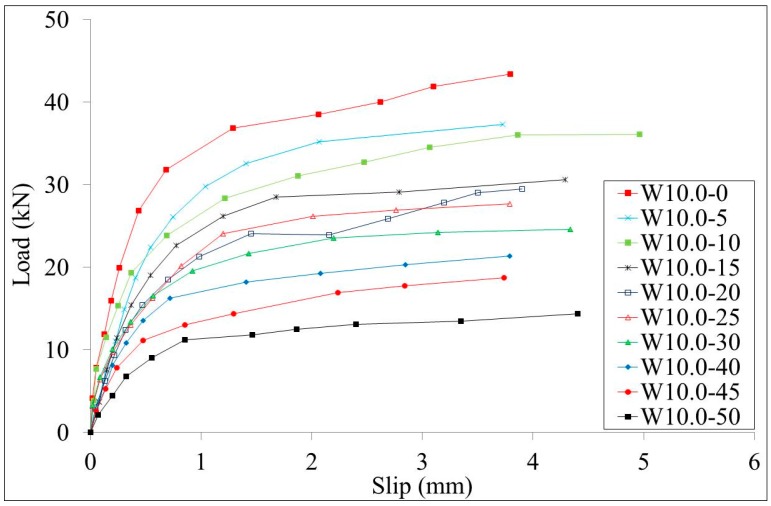 50
40
30
20
10
0
Load (kN)
0 1 2 3 4 5 6
Slip (mm)
W10.0-0
W10.0-5
W10.0-10
W10.0-15
W10.0-20
W10.0-25
W10.0-30
W10.0-40
W10.0-45
W10.0-50